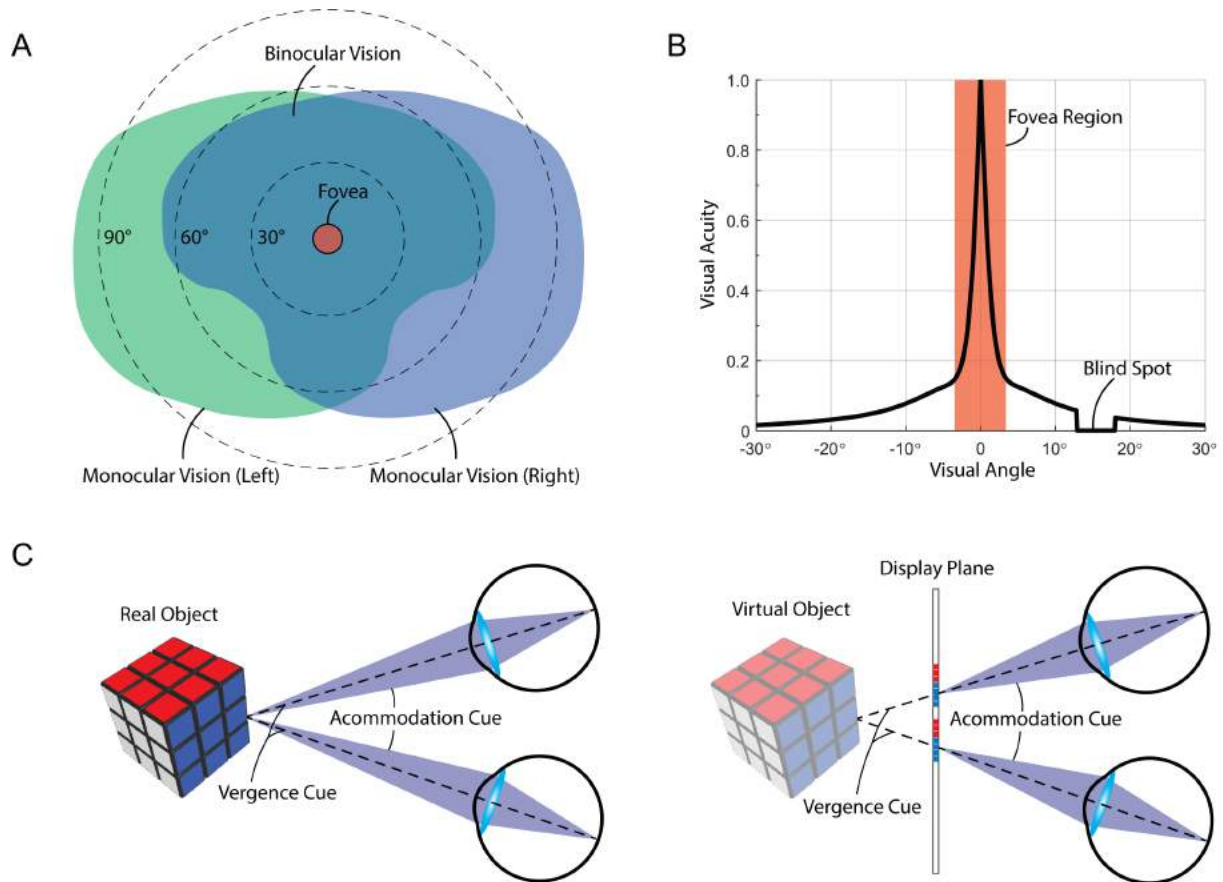 A
Binocular Vision
Fovea
90°
60°
30°
Monocular Vision (Left)
Monocular Vision (Right)
B
1.0
0.8
0.6
0.4
0.2
0
Visual Acuity
Fovea Region
Blind Spot
-30°
-20°
-10°
0
10°
20°
30°
Visual Angle
C
Real Object
Acommodation Cue
Vergence Cue
Display Plane
Virtual Object
Acommodation Cue
Vergence Cue